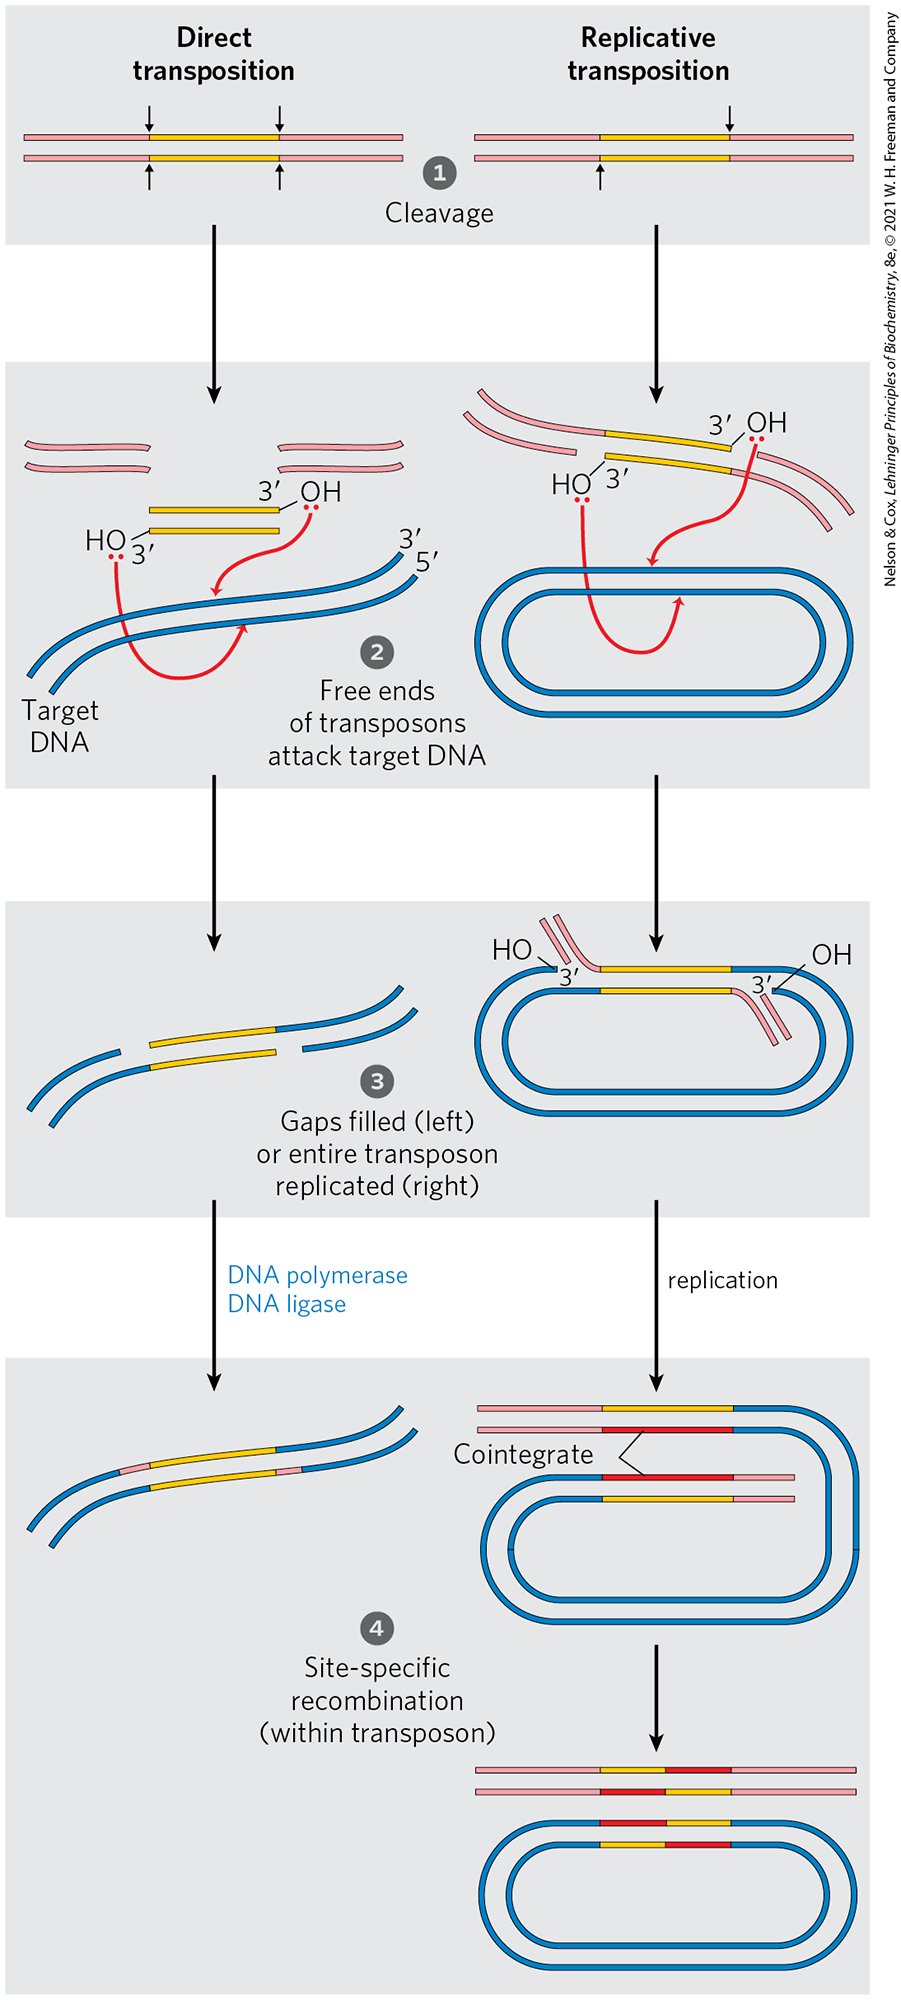 Direct
transposition
Replicative
transposition
1
Cleavage
3′
OH
HO
3′
3′
5′
Target
DNA
3′
OH
HO
3′
2
Free ends
of transposons
attack target DNA
HO
3′
3′
OH
3
Gaps filled (left)
or entire transposon
replicated (right)
DNA polymerase
DNA ligase
replication
Cointegrate
4
Site-specific
recombination
(within transposon)
Nelson & Cox, Lehninger Principles of Biochemistry, 8e, © 2021 W. H. Freeman and Company